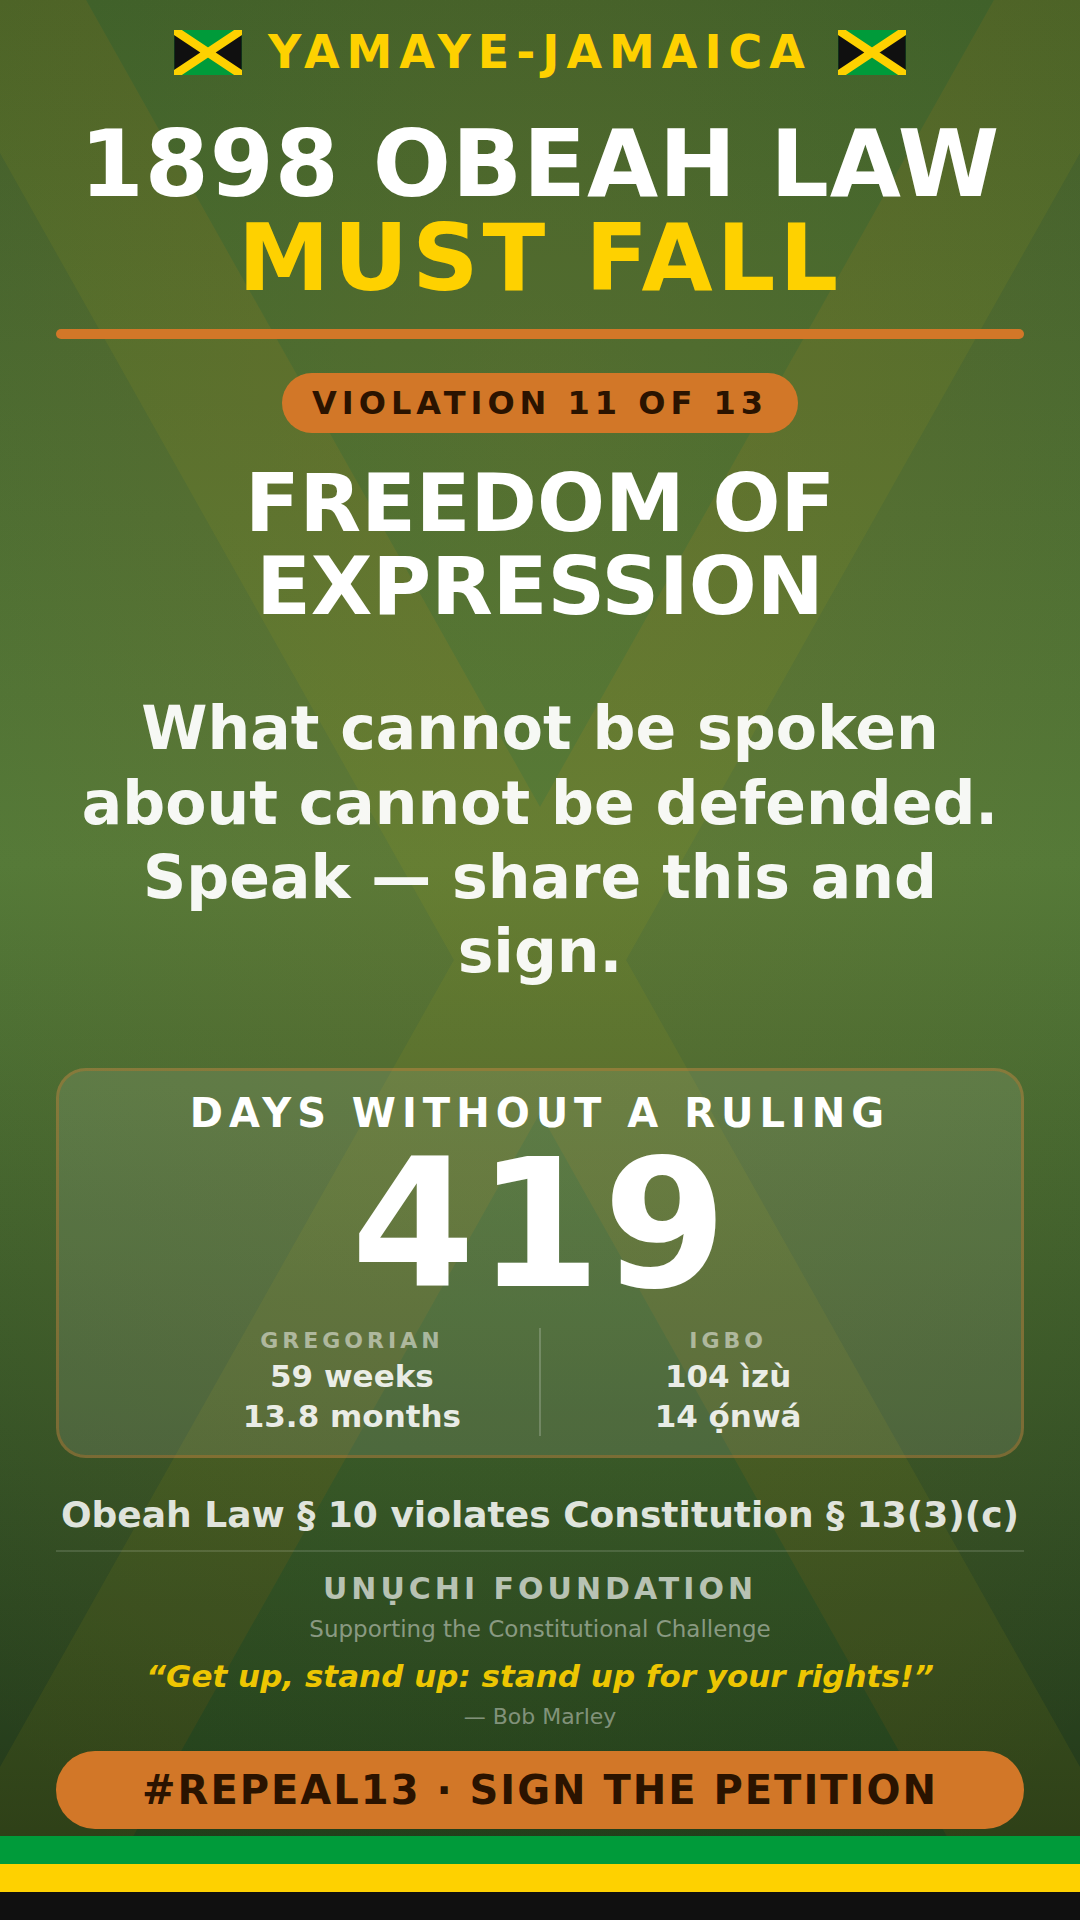 YAMAYE-JAMAICA
1898 OBEAH LAW
MUST FALL
VIOLATION 11 OF 13
FREEDOM OF
EXPRESSION
What cannot be spoken
about cannot be defended.
Speak — share this and
sign.
DAYS WITHOUT A RULING
419
GREGORIAN
59 weeks
13.8 months
IGBO
104 ìzù
14 ọ́nwá
Obeah Law § 10 violates Constitution § 13(3)(c)
UNỤCHI FOUNDATION
Supporting the Constitutional Challenge
“Get up, stand up: stand up for your rights!”
— Bob Marley
#REPEAL13 · SIGN THE PETITION